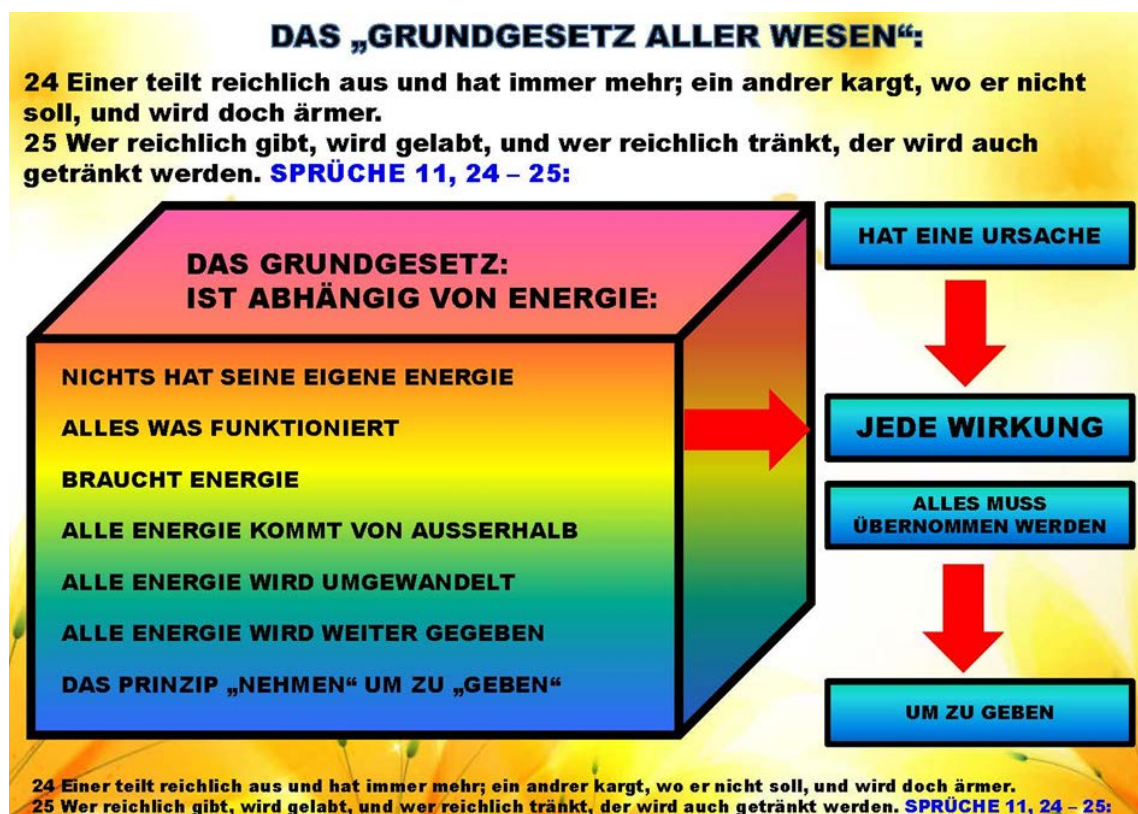 DAS „GRUNDGESETZ ALLER WESEN“:
24 Einer teilt reichlich aus und hat immer mehr; ein andrer kargt, wo er nicht
soll, und wird doch ärmer.
25 Wer reichlich gibt, wird gelabt, und wer reichlich tränkt, der wird auch
getränkt werden. SPRÜCHE 11, 24 – 25:
DAS GRUNDGESETZ:
IST ABHÄNGIG VON ENERGIE:
NICHTS HAT SEINE EIGENE ENERGIE
ALLES WAS FUNKTIONIERT
BRAUCHT ENERGIE
ALLE ENERGIE KOMMT VON AUSSERHALB
ALLE ENERGIE WIRD UMGEWANDELT
ALLE ENERGIE WIRD WEITER GEGEBEN
DAS PRINZIP „NEHMEN“ UM ZU „GEBEN“
HAT EINE URSACHE
JEDE WIRKUNG
ALLES MUSS
ÜBERNOMMEN WERDEN
UM ZU GEBEN
24 Einer teilt reichlich aus und hat immer mehr; ein andrer kargt, wo er nicht soll, und wird doch ärmer.
25 Wer reichlich gibt, wird gelabt, und wer reichlich tränkt, der wird auch getränkt werden. SPRÜCHE 11, 24 – 25: